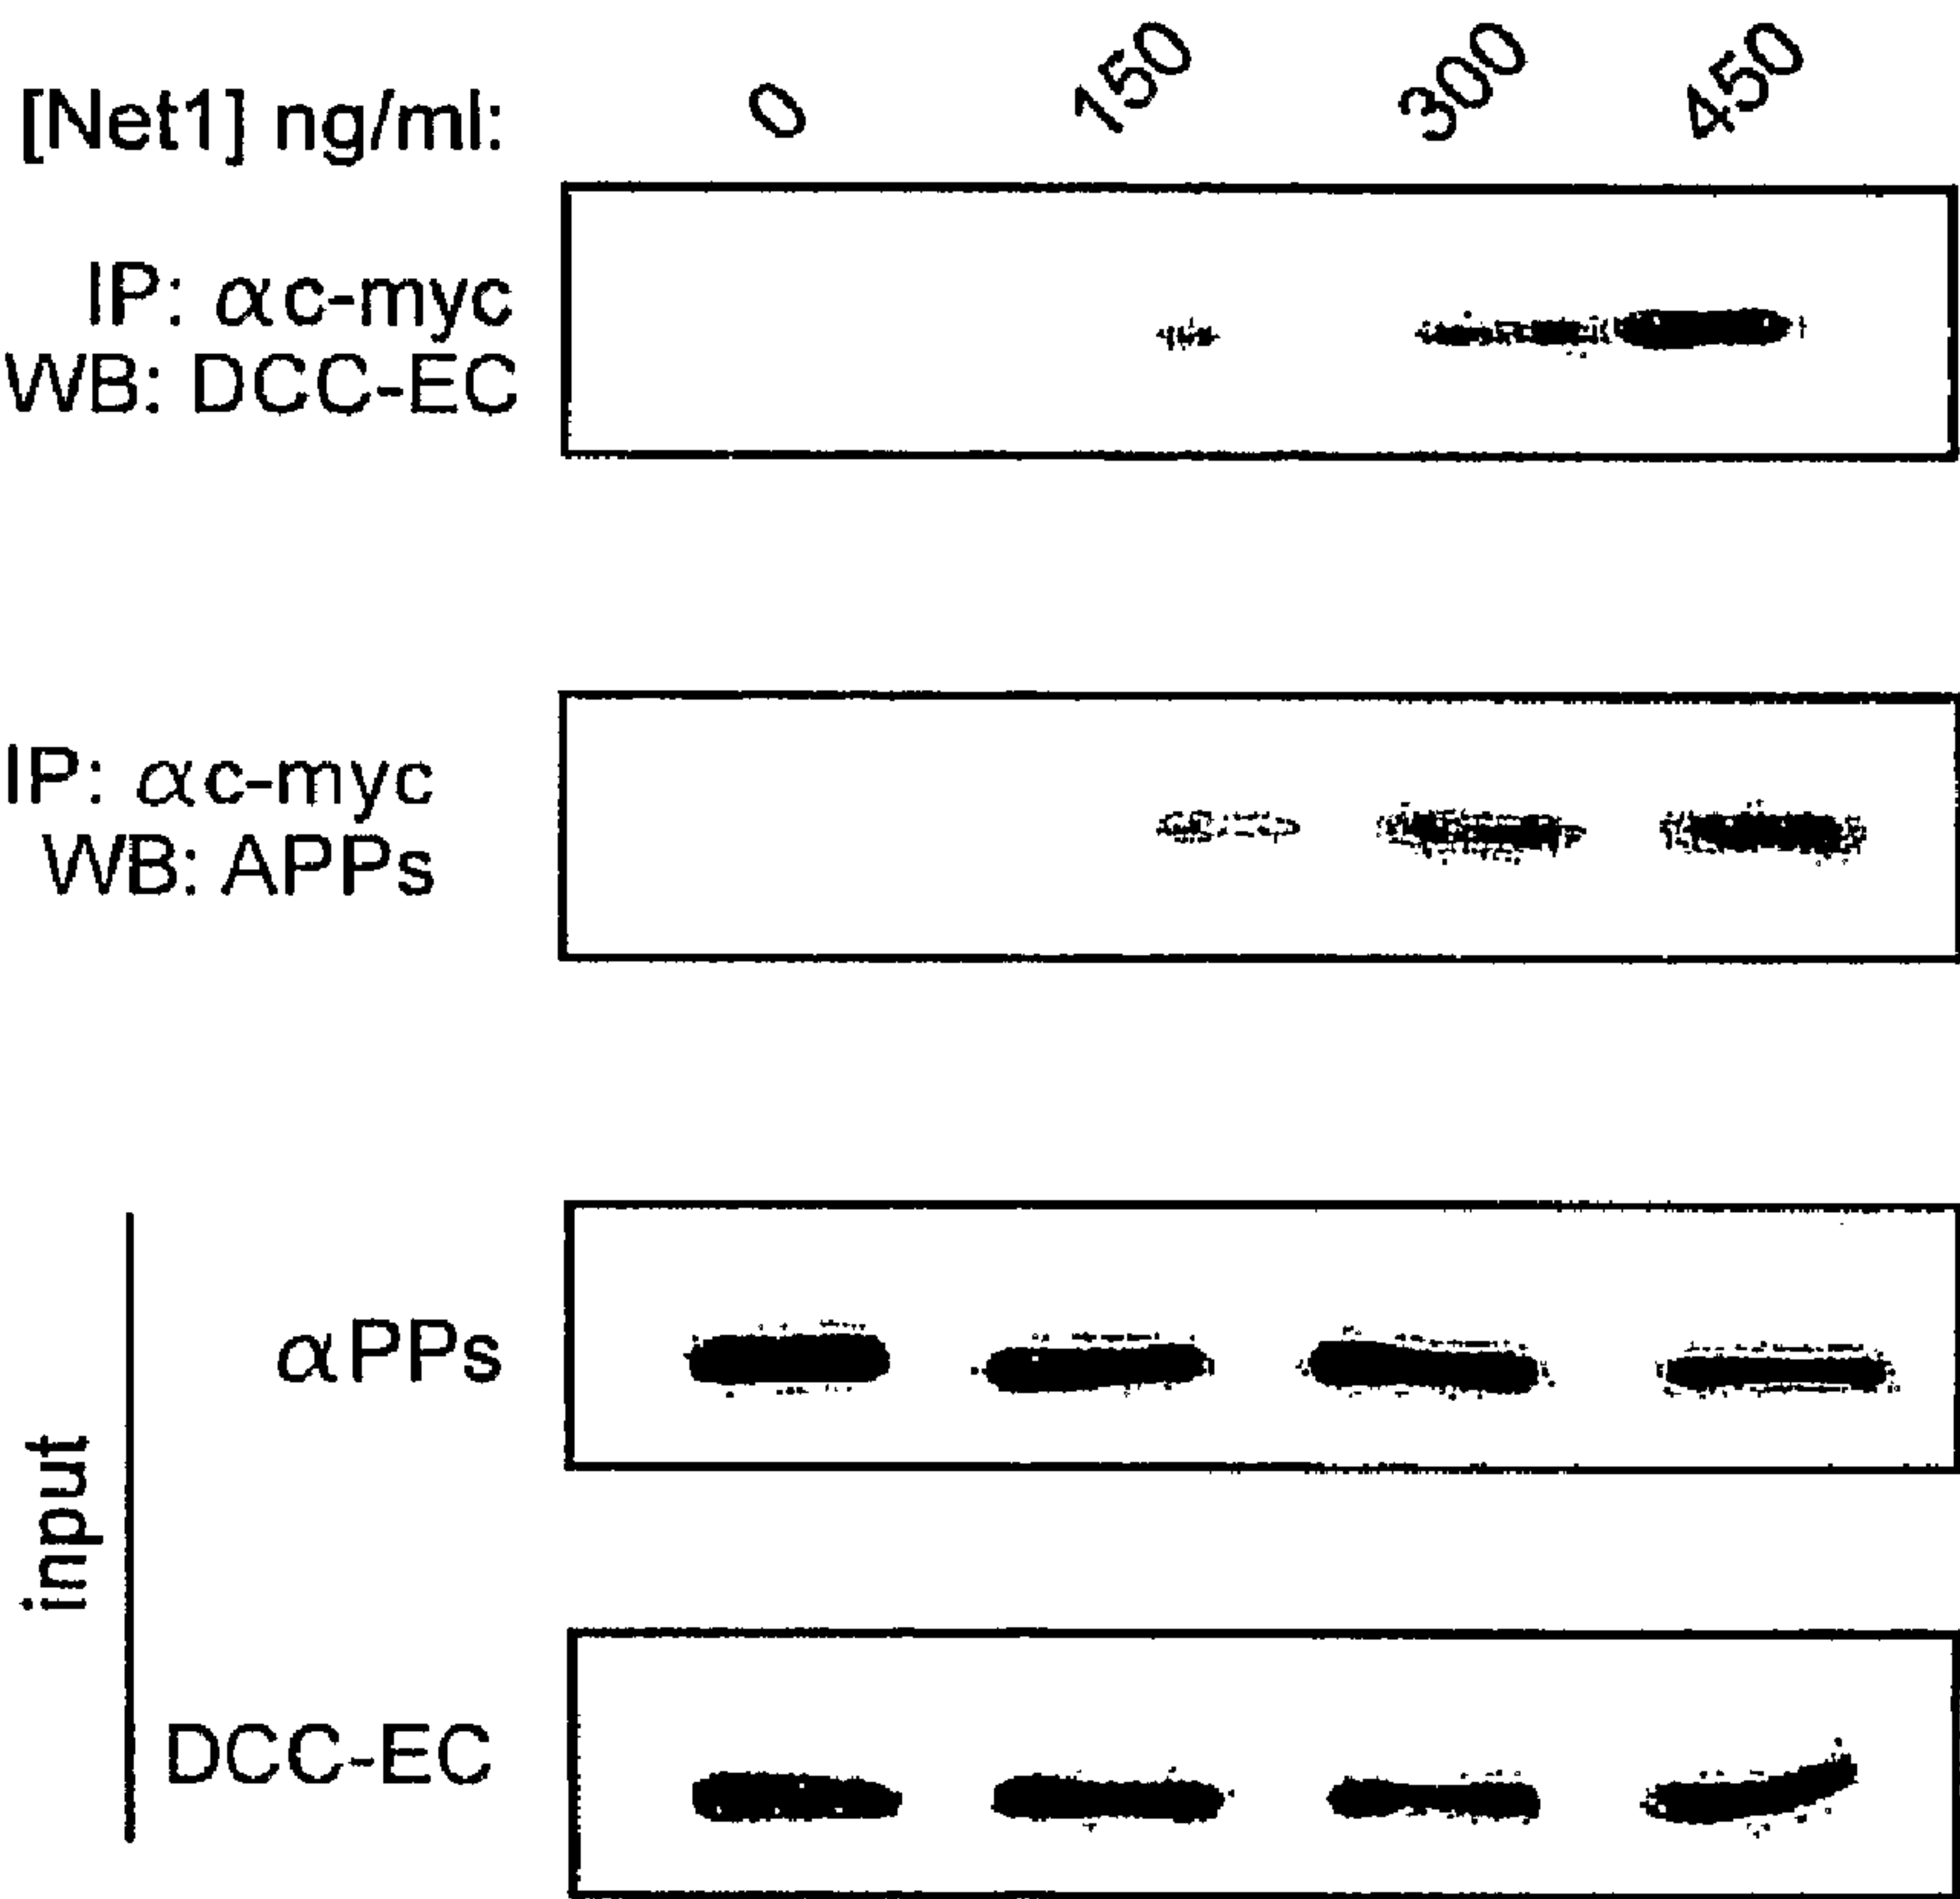 [Net1] ng/ml: 0 150 300 450
IP: αc-myc
WB: DCC-EC
IP: αc-myc
WB: APPs
input
αPPs
DCC-EC